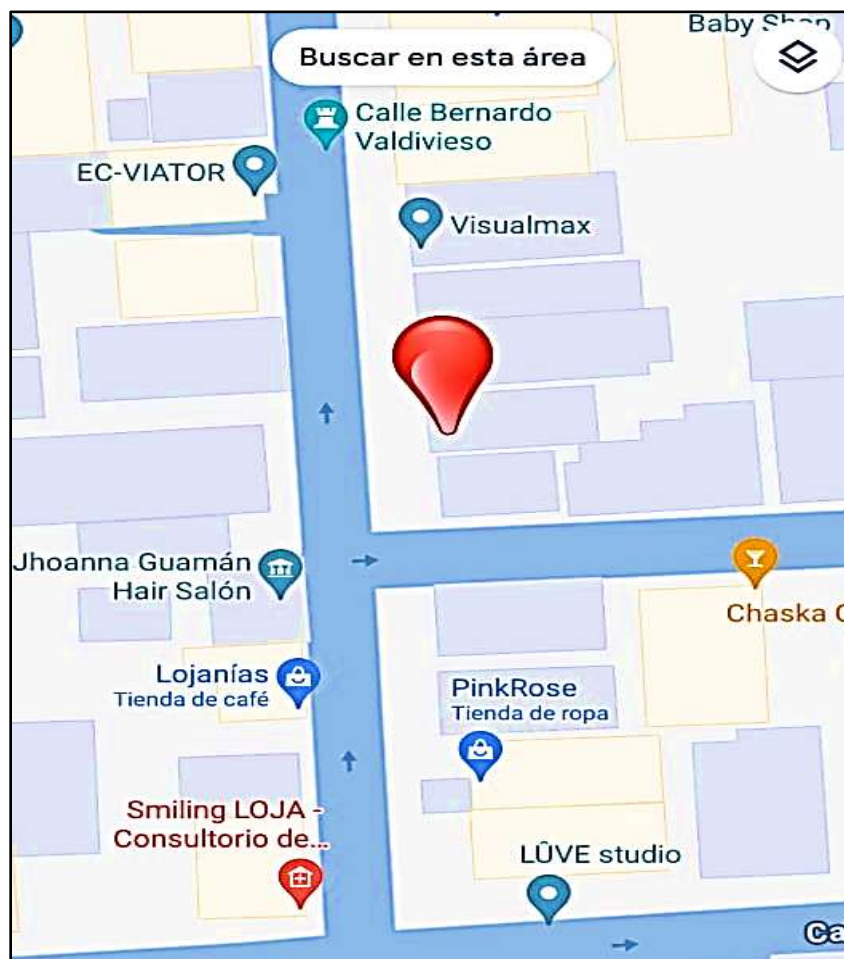 Baby Shop
Buscar en esta área
Calle Bernardo
Valdivieso
EC-VIATOR
Visualmax
Jhoanna Guamán
Hair Salón
Chaska C
Lojanías
Tienda de café
PinkRose
Tienda de ropa
Smiling LOJA -
Consultorio de...
LÛVE studio
Ca